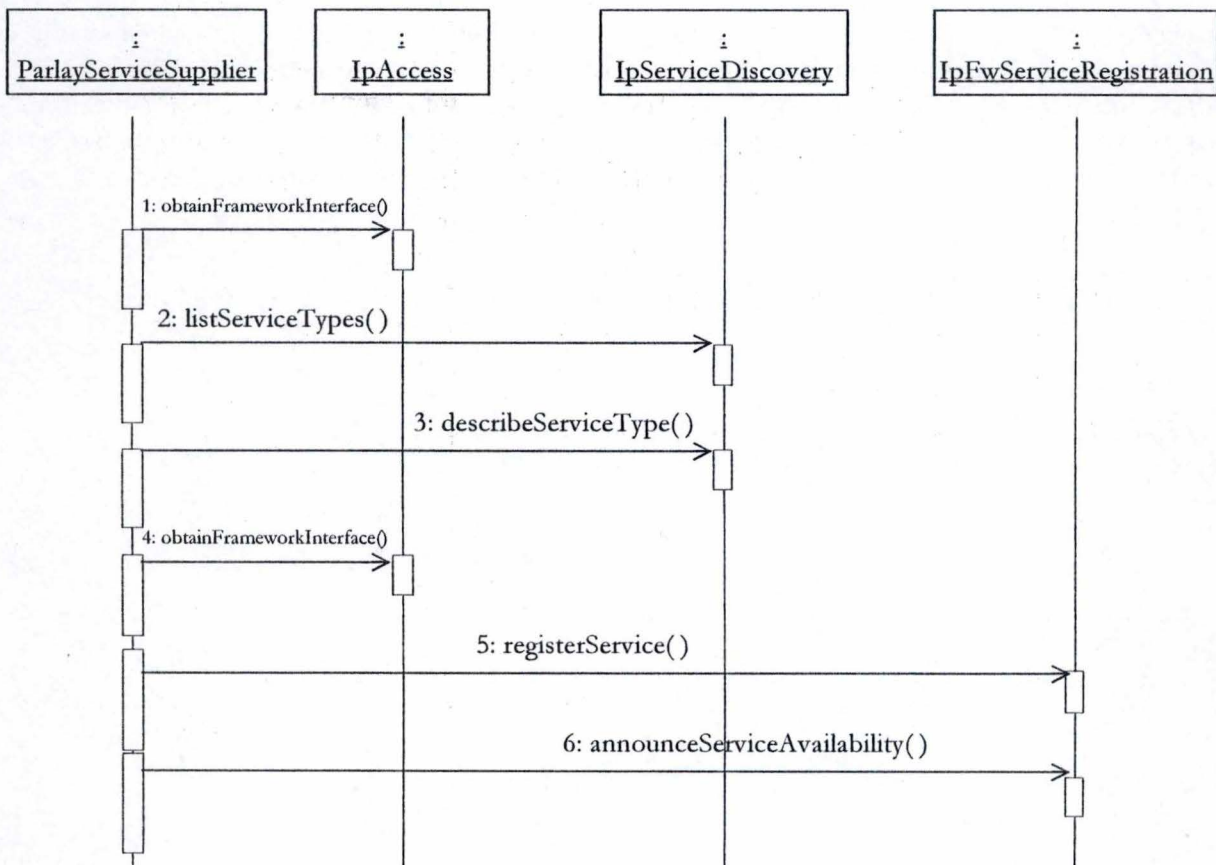 :
ParlayServiceSupplier
:
IpAccess
:
IpServiceDiscovery
:
IpFwServiceRegistration
1: obtainFrameworkInterface()
2: listServiceTypes( )
3: describeServiceType( )
4: obtainFrameworkInterface()
5: registerService( )
6: announceServiceAvailability( )